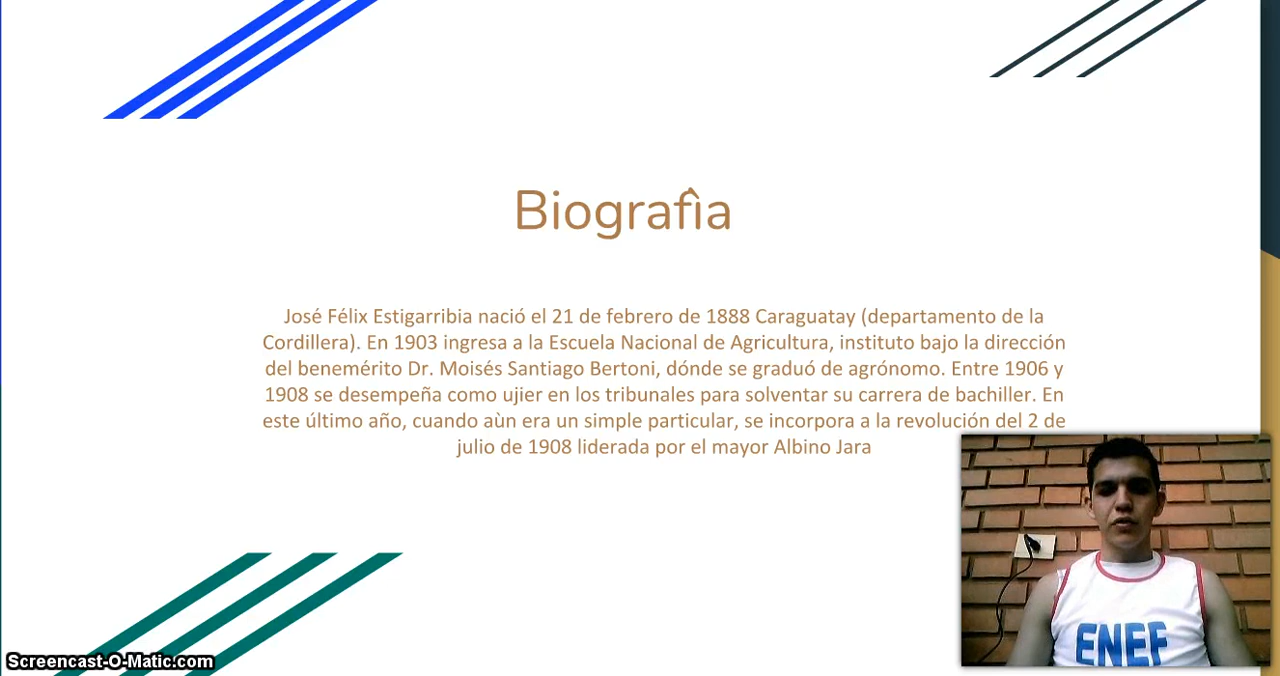 Biografìa
José Félix Estigarribia nació el 21 de febrero de 1888 Caraguatay (departamento de la
Cordillera). En 1903 ingresa a la Escuela Nacional de Agricultura, instituto bajo la dirección
del benemérito Dr. Moisés Santiago Bertoni, dónde se graduó de agrónomo. Entre 1906 y
1908 se desempeña como ujier en los tribunales para solventar su carrera de bachiller. En
este último año, cuando aùn era un simple particular, se incorpora a la revolución del 2 de
julio de 1908 liderada por el mayor Albino Jara
ENEF
Screencast-O-Matic.com